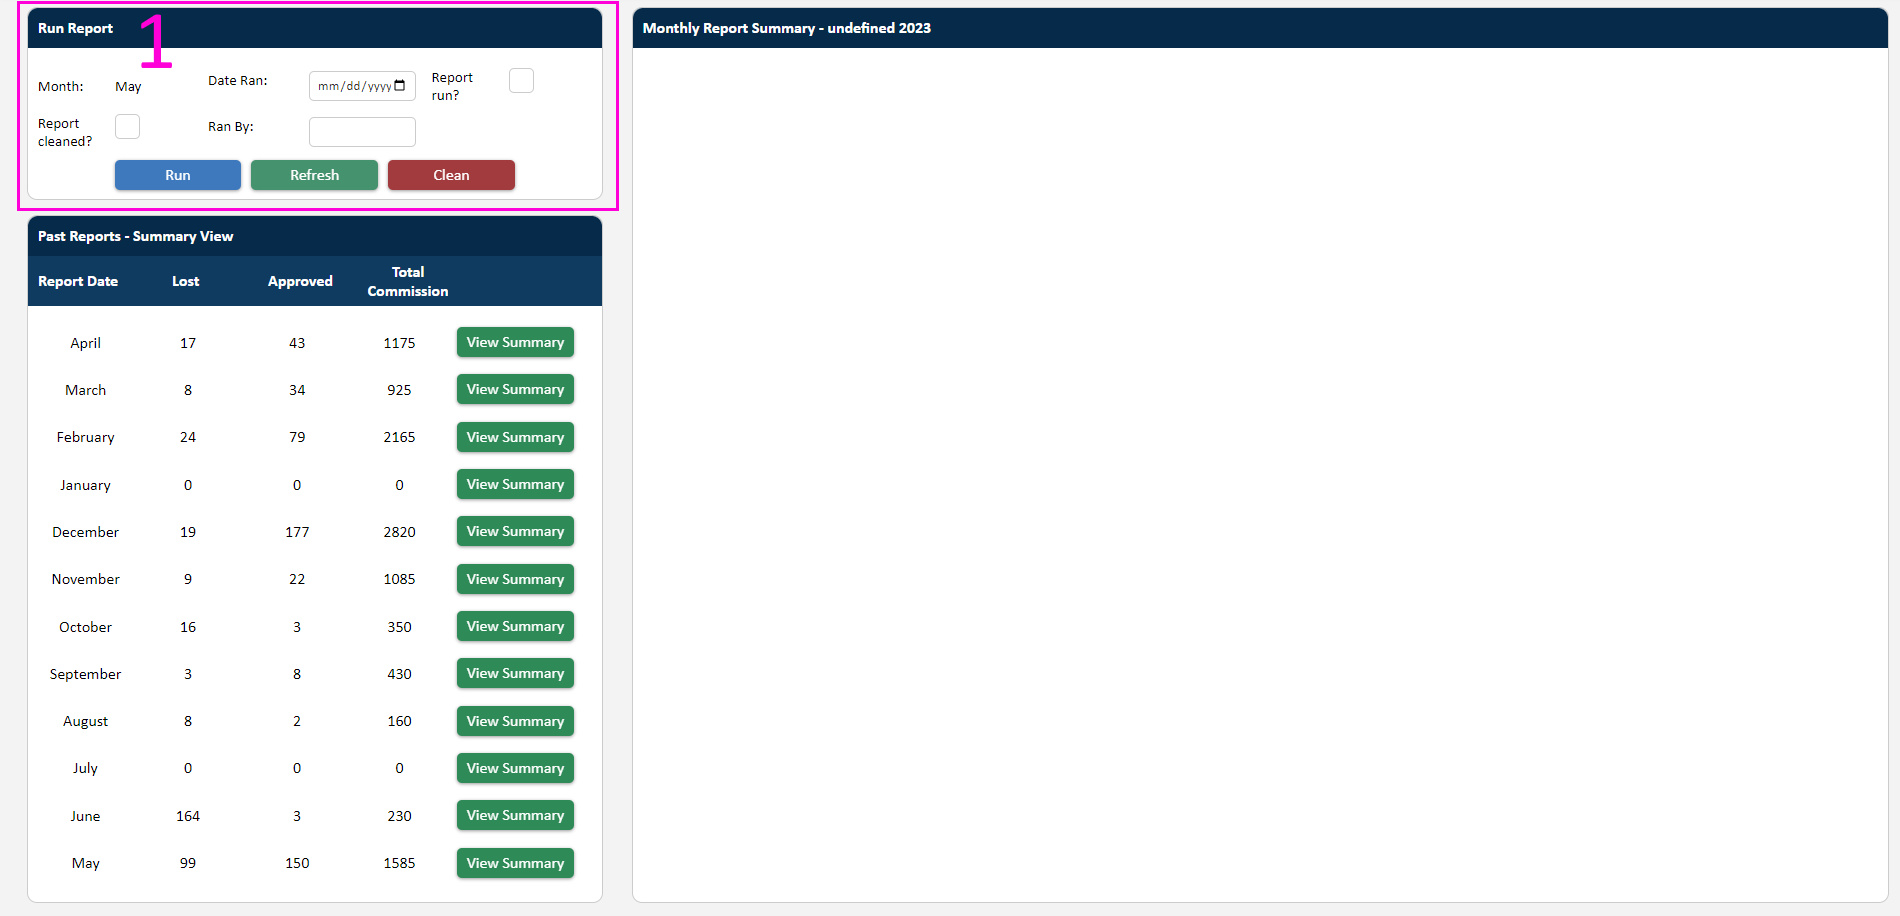 Run Report
1
Month: May
Date Ran: mm/dd/yyyy
Report run?
Report cleaned?
Ran By:
Run Refresh Clean
Past Reports - Summary View
Report Date Lost Approved Total Commission
April 17 43 1175 View Summary
March 8 34 925 View Summary
February 24 79 2165 View Summary
January 0 0 0 View Summary
December 19 177 2820 View Summary
November 9 22 1085 View Summary
October 16 3 350 View Summary
September 3 8 430 View Summary
August 8 2 160 View Summary
July 0 0 0 View Summary
June 164 3 230 View Summary
May 99 150 1585 View Summary
Monthly Report Summary - undefined 2023